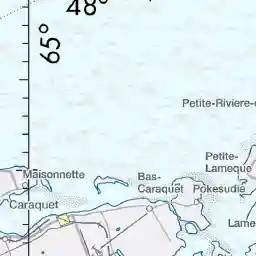 48°
65°
Petite-Riviere-
Petite-
Lameque
Maisonnette
Bas-
Caraquet
Pokesudie
Caraquet
Lame